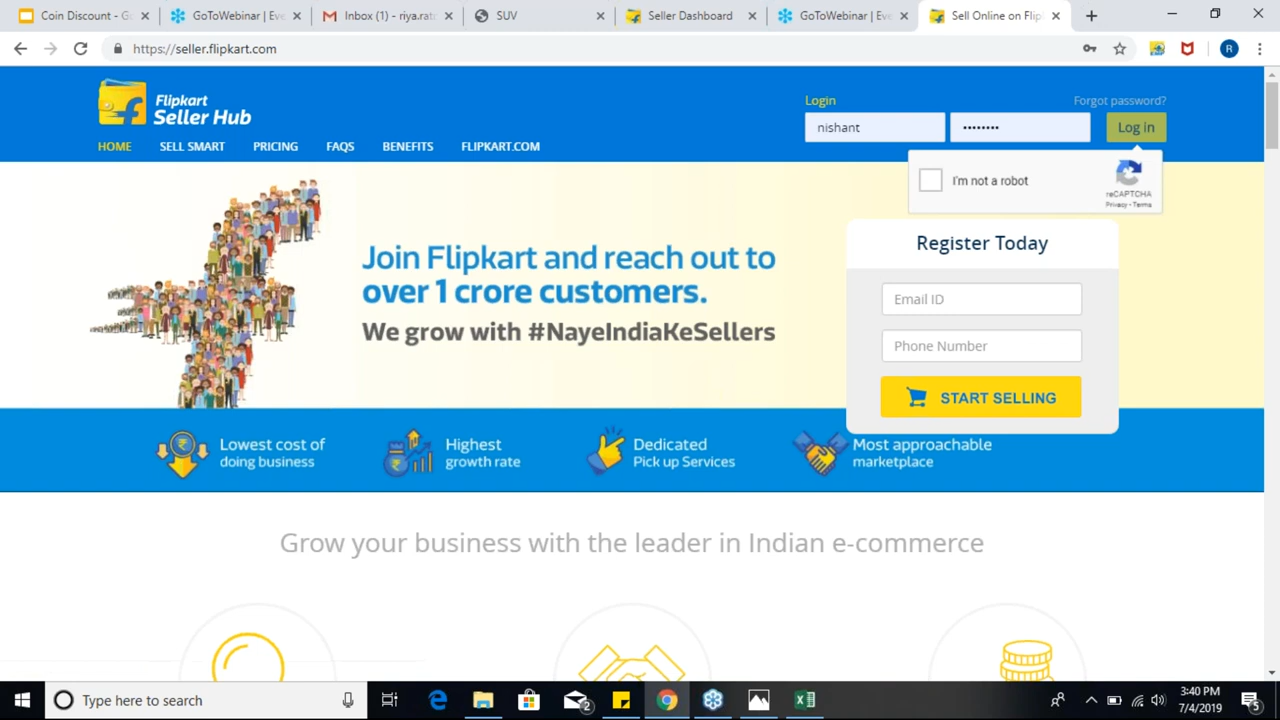 Coin Discount - G
GoToWebinar | Eve
Inbox (1) - riya.rat
SUV
Seller Dashboard
GoToWebinar | Eve
Sell Online on Flip
https://seller.flipkart.com
R
Flipkart
Seller Hub
Login
Forgot password?
nishant
••••••••
Log in
HOME
SELL SMART
PRICING
FAQS
BENEFITS
FLIPKART.COM
I'm not a robot
reCAPTCHA
Privacy - Terms
Join Flipkart and reach out to
over 1 crore customers.
We grow with #NayeIndiaKeSellers
Register Today
Email ID
Phone Number
START SELLING
Lowest cost of
doing business
Highest
growth rate
Dedicated
Pick up Services
Most approachable
marketplace
Grow your business with the leader in Indian e-commerce
Type here to search
2
3:40 PM
7/4/2019
5